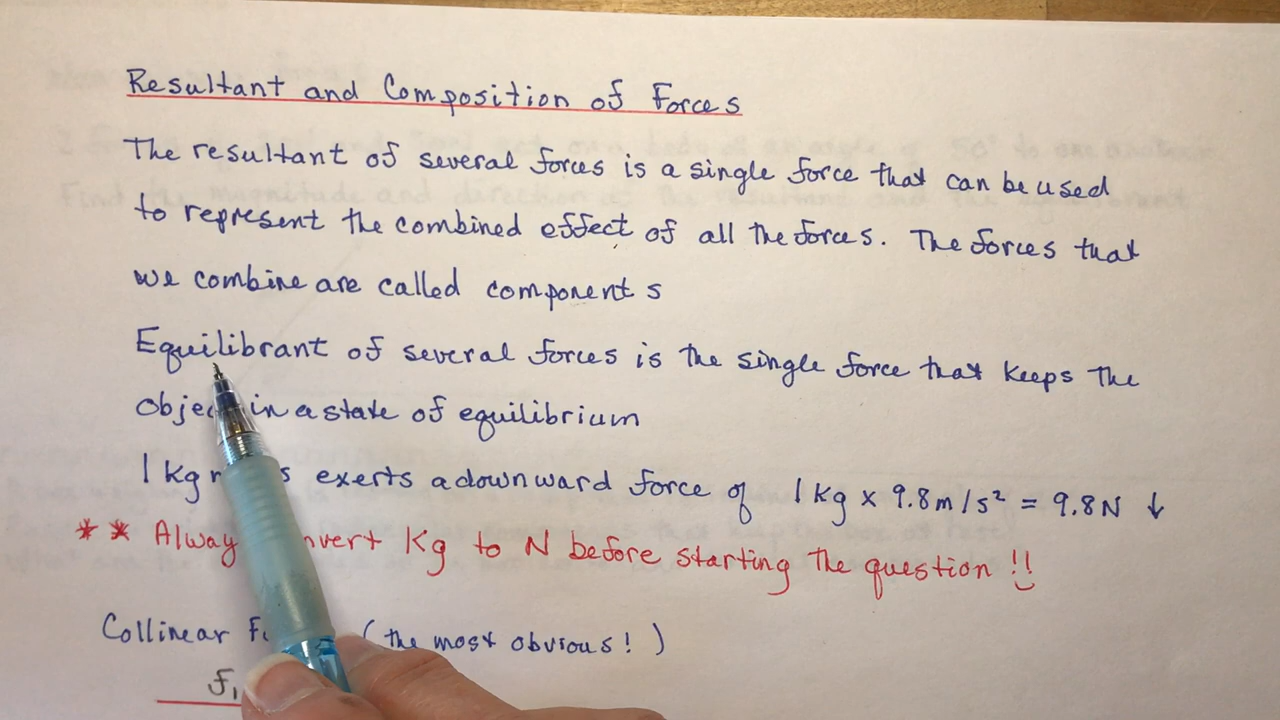 Resultant and Composition of Forces
The resultant of several forces is a single force that can be used
to represent the combined effect of all the forces. The forces that
we combine are called components
Equilibrant of several forces is the single force that keeps the
in a state of equilibrium
1 kg exerts a downward force of 1 kg × 9.8 m/s² = 9.8 N ↓
** Kg to N before starting the question !!
Collinear (the most obvious!)
f₁